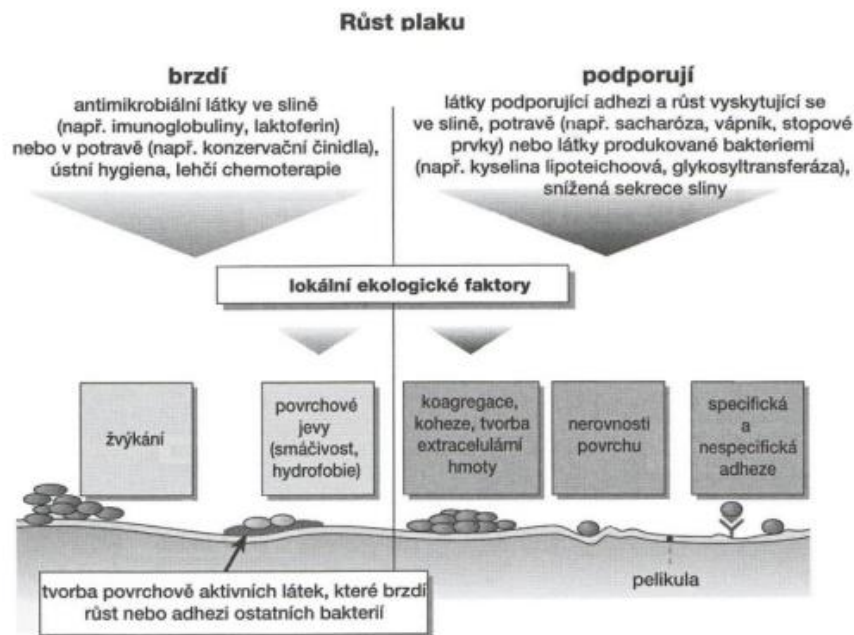 Růst plaku
brzdí
antimikrobiální látky ve slině
(např. imunoglobuliny, laktoferin)
nebo v potravě (např. konzervační činidla),
ústní hygiena, lehčí chemoterapie
podporují
látky podporující adhezi a růst vyskytující se
ve slině, potravě (např. sacharóza, vápník, stopové
prvky) nebo látky produkované bakteriemi
(např. kyselina lipoteichoová, glykosyltransferáza),
snížená sekrece sliny
lokální ekologické faktory
žvýkání
povrchové
jevy
(smáčivost,
hydrofobie)
koagregace,
koheze, tvorba
extracelulární
hmoty
nerovnosti
povrchu
specifická
a
nespecifická
adheze
pelikula
tvorba povrchově aktivních látek, které brzdí
růst nebo adhezi ostatních bakterií